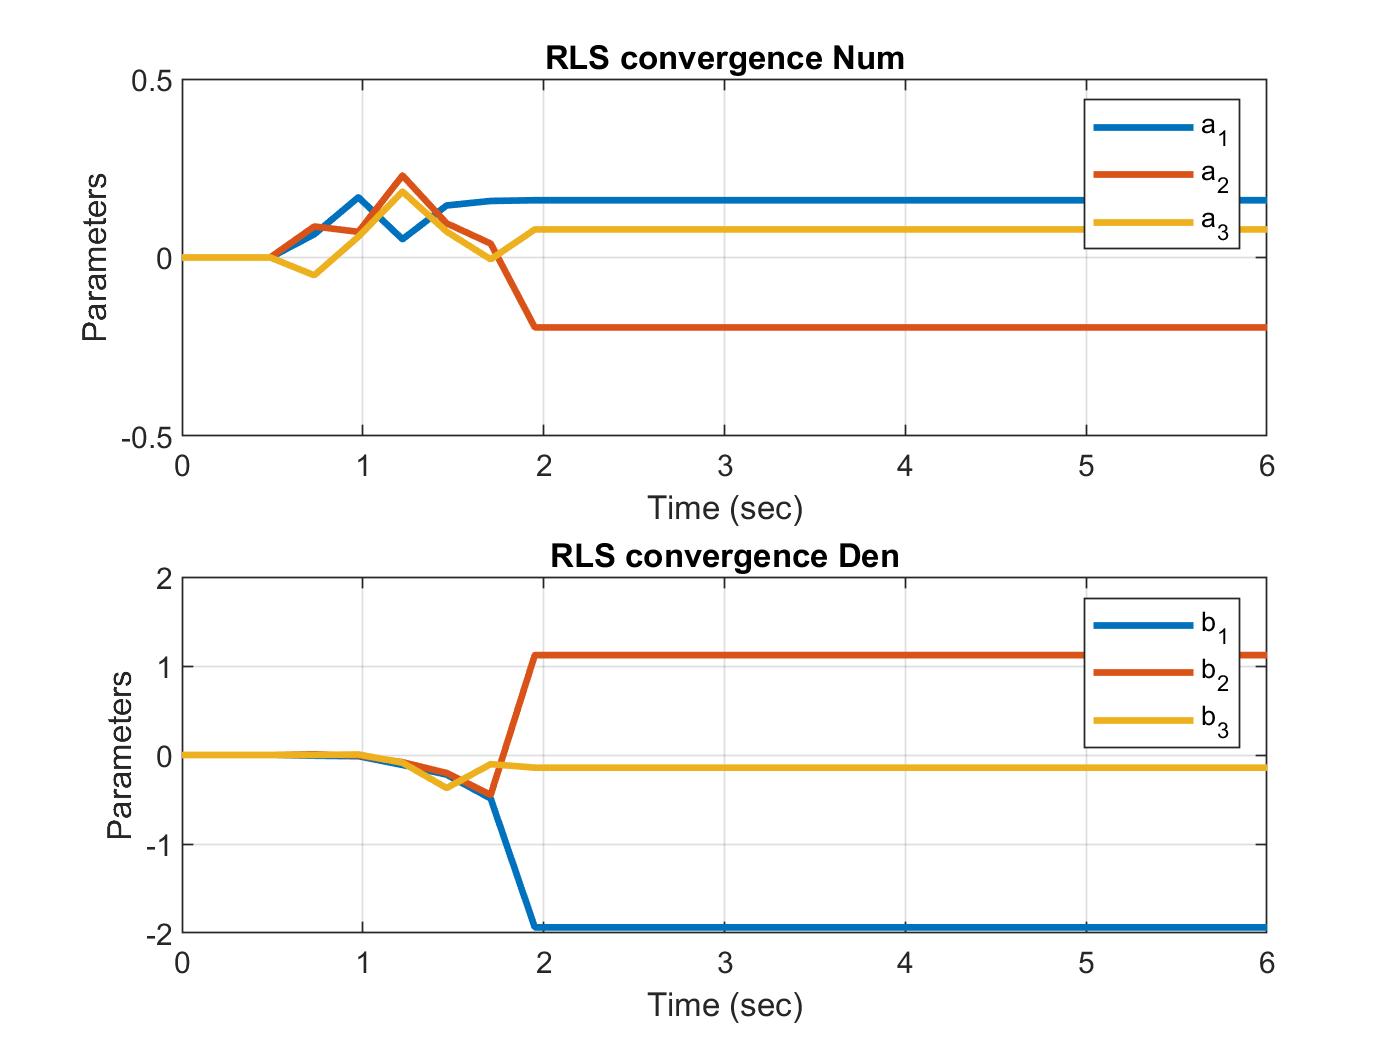 RLS convergence Num
0.5
0
-0.5
Parameters
a1
a2
a3
0 1 2 3 4 5 6
Time (sec)
RLS convergence Den
2
1
0
-1
-2
Parameters
b1
b2
b3
0 1 2 3 4 5 6
Time (sec)